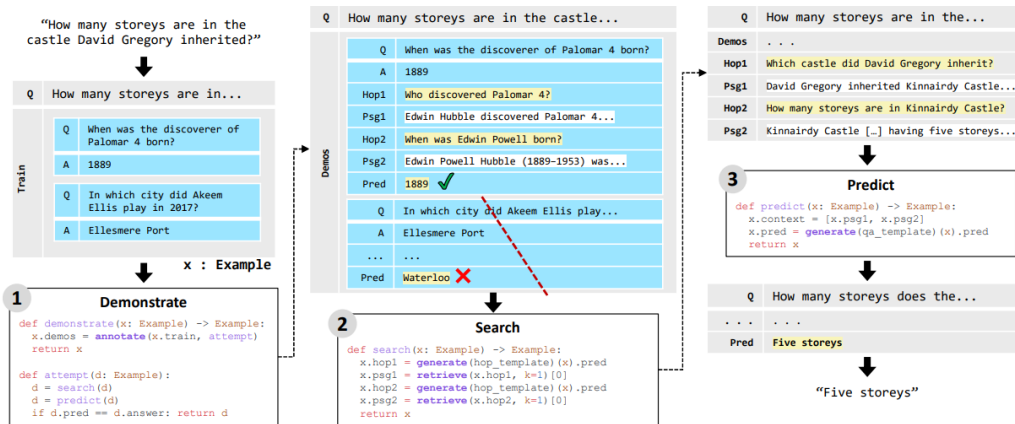 “How many storeys are in the
castle David Gregory inherited?”
Q How many storeys are in...
Train
Q When was the discoverer of
Palomar 4 born?
A 1889
Q In which city did Akeem
Ellis play in 2017?
A Ellesmere Port
x : Example
1
Demonstrate
def demonstrate(x: Example) -> Example:
x.demos = annotate(x.train, attempt)
return x
def attempt(d: Example):
d = search(d)
d = predict(d)
if d.pred == d.answer: return d
Q How many storeys are in the castle...
Demos
Q When was the discoverer of Palomar 4 born?
A 1889
Hop1 Who discovered Palomar 4?
Psg1 Edwin Hubble discovered Palomar 4...
Hop2 When was Edwin Powell born?
Psg2 Edwin Powell Hubble (1889–1953) was...
Pred 1889
Q In which city did Akeem Ellis play...
A Ellesmere Port
... ...
Pred Waterloo
2
Search
def search(x: Example) -> Example:
x.hop1 = generate(hop_template)(x).pred
x.psg1 = retrieve(x.hop1, k=1)[0]
x.hop2 = generate(hop_template)(x).pred
x.psg2 = retrieve(x.hop2, k=1)[0]
return x
Q How many storeys are in the...
Demos . . .
Hop1 Which castle did David Gregory inherit?
Psg1 David Gregory inherited Kinnairdy Castle...
Hop2 How many storeys are in Kinnairdy Castle?
Psg2 Kinnairdy Castle […] having five storeys...
3
Predict
def predict(x: Example) -> Example:
x.context = [x.psg1, x.psg2]
x.pred = generate(qa_template)(x).pred
return x
Q How many storeys does the...
. . . . . .
Pred Five storeys
“Five storeys”